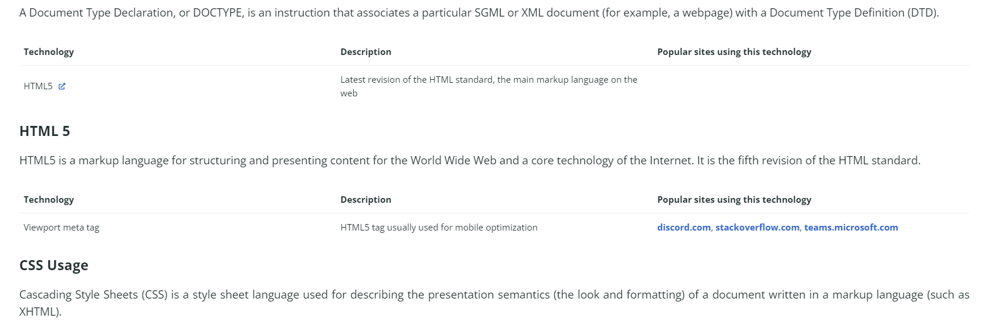 A Document Type Declaration, or DOCTYPE, is an instruction that associates a particular SGML or XML document (for example, a webpage) with a Document Type Definition (DTD).
Technology Description Popular sites using this technology
HTML5 Latest revision of the HTML standard, the main markup language on the
web
HTML 5
HTML5 is a markup language for structuring and presenting content for the World Wide Web and a core technology of the Internet. It is the fifth revision of the HTML standard.
Technology Description Popular sites using this technology
Viewport meta tag HTML5 tag usually used for mobile optimization discord.com, stackoverflow.com, teams.microsoft.com
CSS Usage
Cascading Style Sheets (CSS) is a style sheet language used for describing the presentation semantics (the look and formatting) of a document written in a markup language (such as
XHTML).